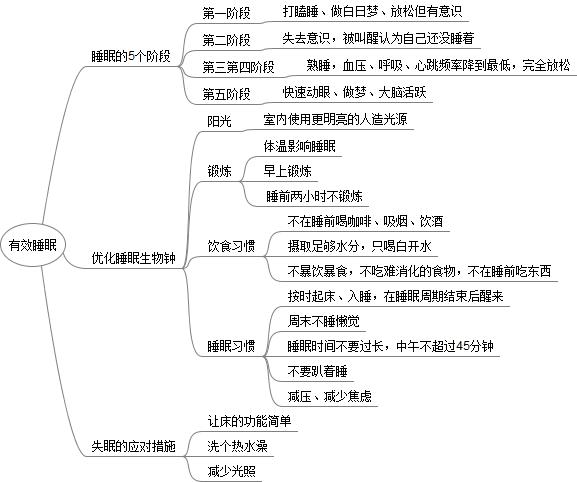 有效睡眠
睡眠的5个阶段
第一阶段
打瞌睡、做白日梦、放松但有意识
第二阶段
失去意识，被叫醒认为自己还没睡着
第三第四阶段
熟睡，血压、呼吸、心跳频率降到最低，完全放松
第五阶段
快速动眼、做梦、大脑活跃
优化睡眠生物钟
阳光
室内使用更明亮的人造光源
锻炼
体温影响睡眠
早上锻炼
睡前两小时不锻炼
饮食习惯
不在睡前喝咖啡、吸烟、饮酒
摄取足够水分，只喝白开水
不暴饮暴食，不吃难消化的食物，不在睡前吃东西
睡眠习惯
按时起床、入睡，在睡眠周期结束后醒来
周末不睡懒觉
睡眠时间不要过长，中午不超过45分钟
不要趴着睡
减压、减少焦虑
失眠的应对措施
让床的功能简单
洗个热水澡
减少光照